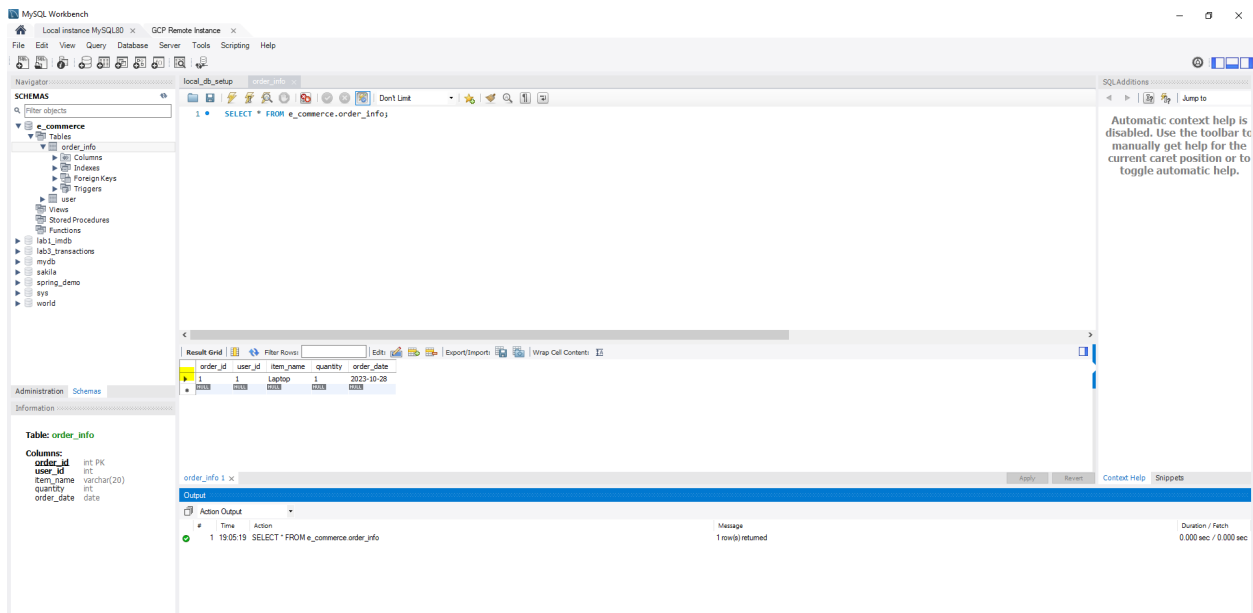 MySQL Workbench
Local instance MySQL80 × GCP Remote Instance ×
File Edit View Query Database Server Tools Scripting Help
Navigator
SCHEMAS
Filter objects
e_commerce
Tables
order_info
Columns
Indexes
Foreign Keys
Triggers
user
Views
Stored Procedures
Functions
lab1_imdb
lab3_transactions
mydb
sakila
spring_demo
sys
world
Administration Schemas
Information
Table: order_info
Columns:
order_id int PK
user_id int
item_name varchar(20)
quantity int
order_date date
local_db_setup order_info ×
Don't Limit
1 SELECT * FROM e_commerce.order_info;
Result Grid Filter Rows: Edit: Export/Import: Wrap Cell Content:
order_id user_id item_name quantity order_date
1 1 Laptop 1 2023-10-28
NULL NULL NULL NULL NULL
order_info 1 × Apply Revert
Output
Action Output
# Time Action Message Duration / Fetch
1 19:05:19 SELECT * FROM e_commerce.order_info 1 row(s) returned 0.000 sec / 0.000 sec
SQLAdditions
Jump to
Automatic context help is
disabled. Use the toolbar to
manually get help for the
current caret position or to
toggle automatic help.
Context Help Snippets